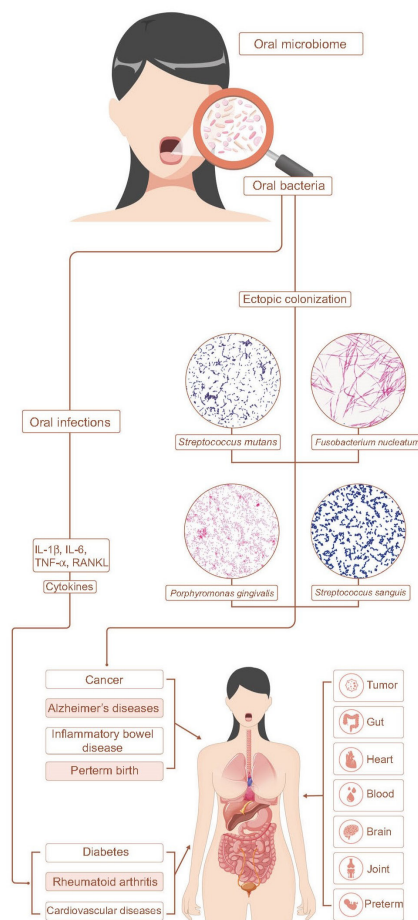 Oral microbiome
Oral bacteria
Ectopic colonization
Streptococcus mutans
Fusobacterium nucleatum
Oral infections
IL-1β, IL-6,
TNF-α, RANKL
Cytokines
Porphyromonas gingivalis
Streptococcus sanguis
Cancer
Alzheimer's diseases
Inflammatory bowel
disease
Perterm birth
Diabetes
Rheumatoid arthritis
Cardiovascular diseases
Tumor
Gut
Heart
Blood
Brain
Joint
Preterm